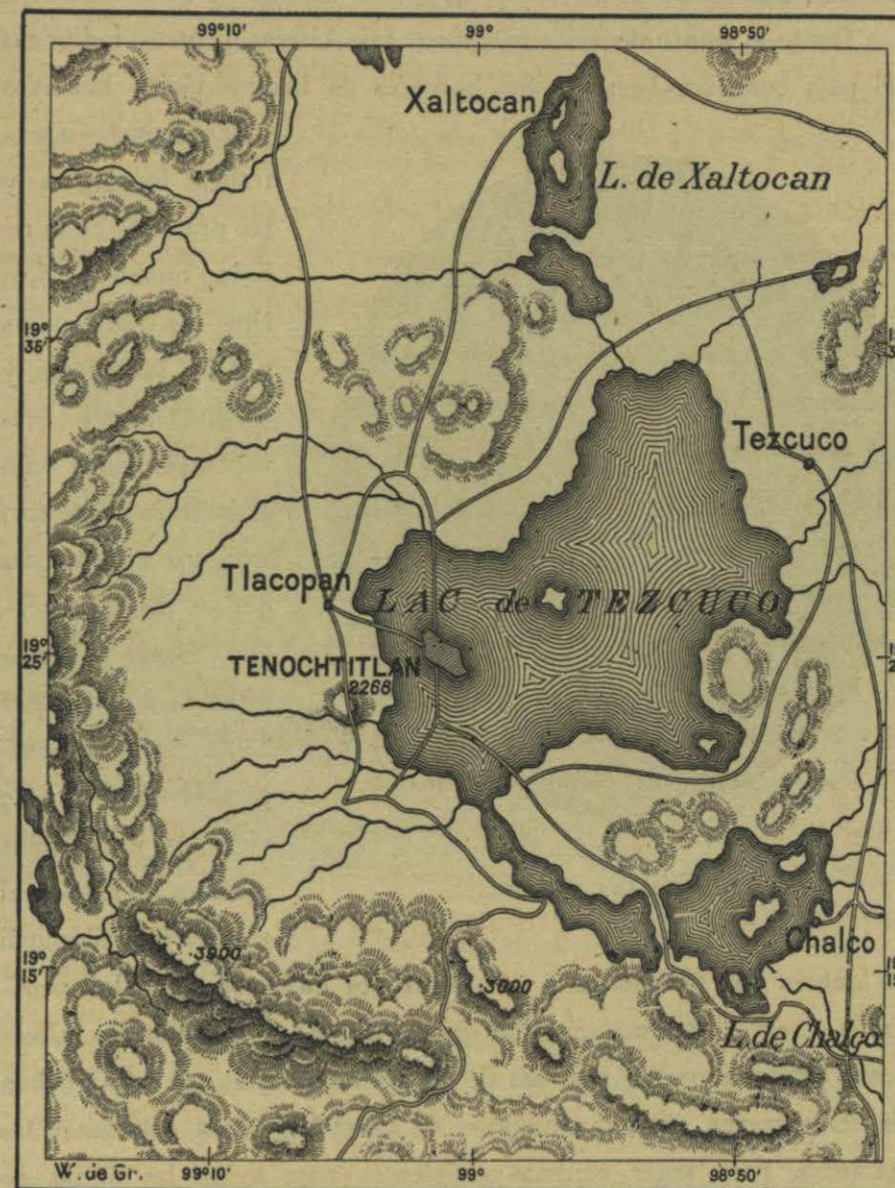 99°10' 99° 98°50'
Xaltocan
L. de Xaltocan
19°
35'
Tezcuco
Tlacopan
LAC de TEZCUCO
19°
25'
TENOCHTITLAN
2268
3900
Chalco
19°
15'
3000
L. de Chalco
W. de Gr. 99°10' 99° 98°50'